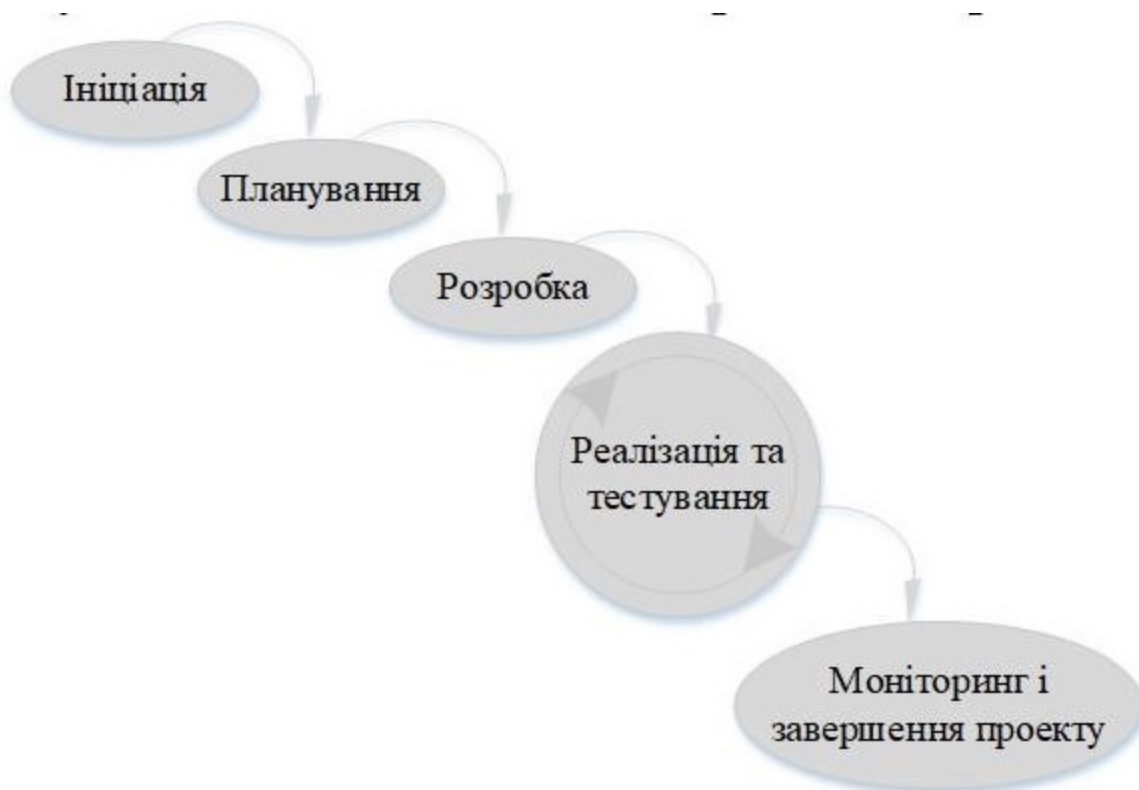 Ініціація
Планування
Розробка
Реалізація та
тестування
Моніторинг і
завершення проекту